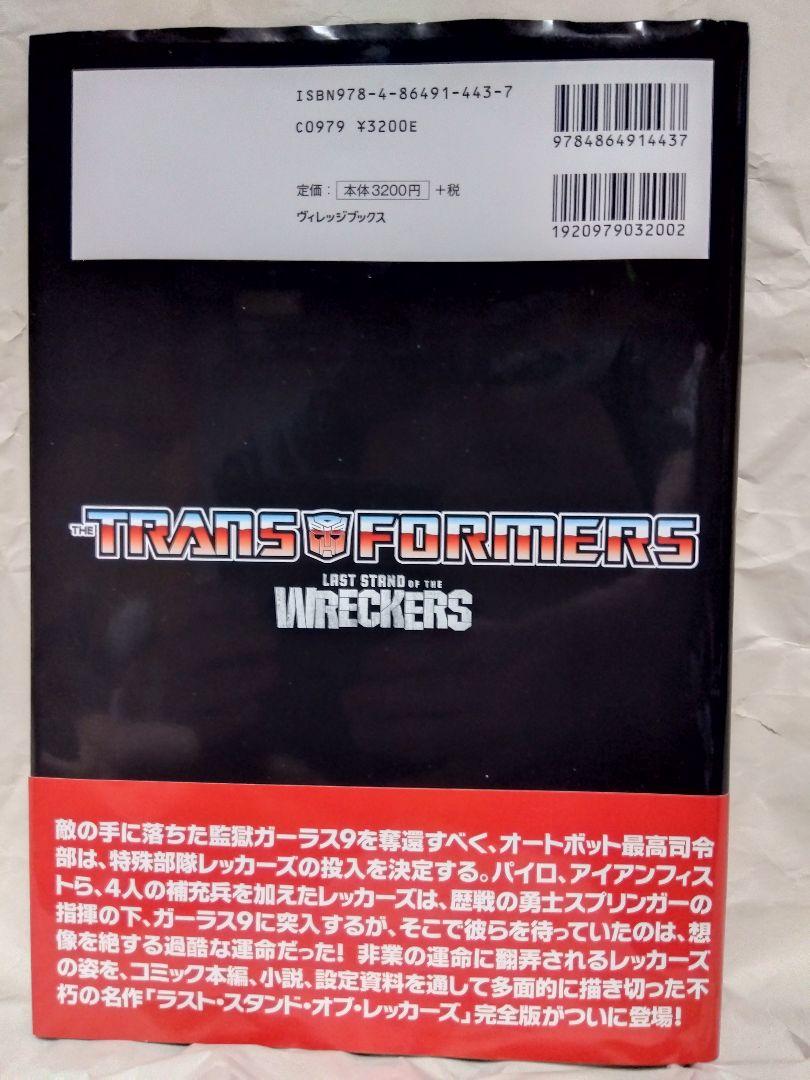 ISBN978-4-86491-443-7
C0979 ¥3200E
9784864914437
定価: 本体3200円 +税
ヴィレッジブックス
1920979032002
THE TRANSFORMERS
LAST STAND OF THE
WRECKERS
敵の手に落ちた監獄ガーラス9を奪還すべく、オートボット最高司令
部は、特殊部隊レッカーズの投入を決定する。パイロ、アイアンフィス
トら、4人の補充兵を加えたレッカーズは、歴戦の勇士スプリンガーの
指揮の下、ガーラス9に突入するが、そこで彼らを待っていたのは、想
像を絶する過酷な運命だった! 非業の運命に翻弄されるレッカーズ
の姿を、コミック本編、小説、設定資料を通して多面的に描き切った不
朽の名作「ラスト・スタンド・オブ・レッカーズ」完全版がついに登場!